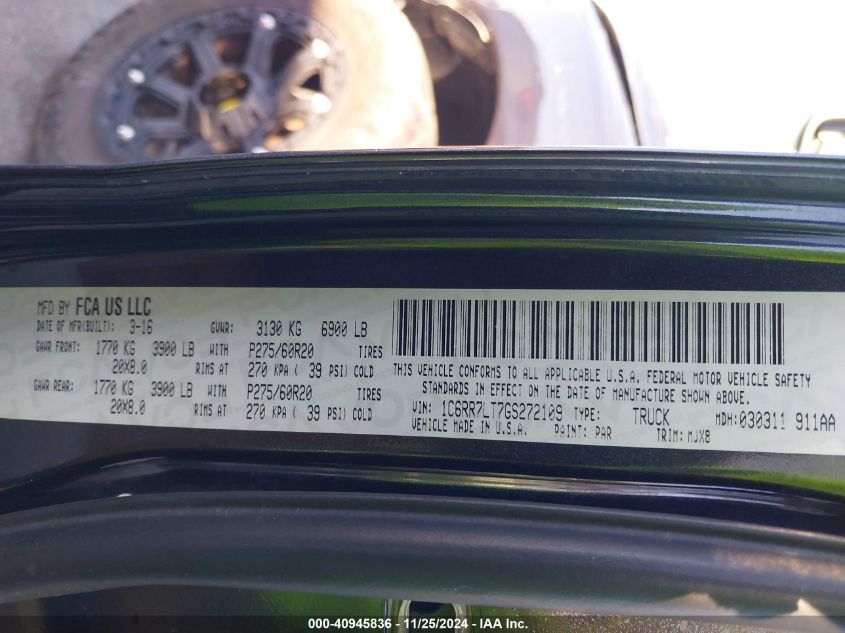 MFD BY FCA US LLC
DATE OF MFR(BUILT): 3-16 GVWR: 3130 KG 6900 LB
GAWR FRONT: 1770 KG 3900 LB WITH P275/60R20 TIRES
20X8.0 RIMS AT 270 KPA ( 39 PSI) COLD
GAWR REAR: 1770 KG 3900 LB WITH P275/60R20 TIRES
20X8.0 RIMS AT 270 KPA ( 39 PSI) COLD
THIS VEHICLE CONFORMS TO ALL APPLICABLE U.S.A. FEDERAL MOTOR VEHICLE SAFETY
STANDARDS IN EFFECT ON THE DATE OF MANUFACTURE SHOWN ABOVE.
VIN: 1C6RR7LT7GS272109 TYPE: TRUCK MDH:030311 911AA
VEHICLE MADE IN U.S.A. PAINT: PAR TRIM: MJX8
000-40945836 - 11/25/2024 - IAA Inc.